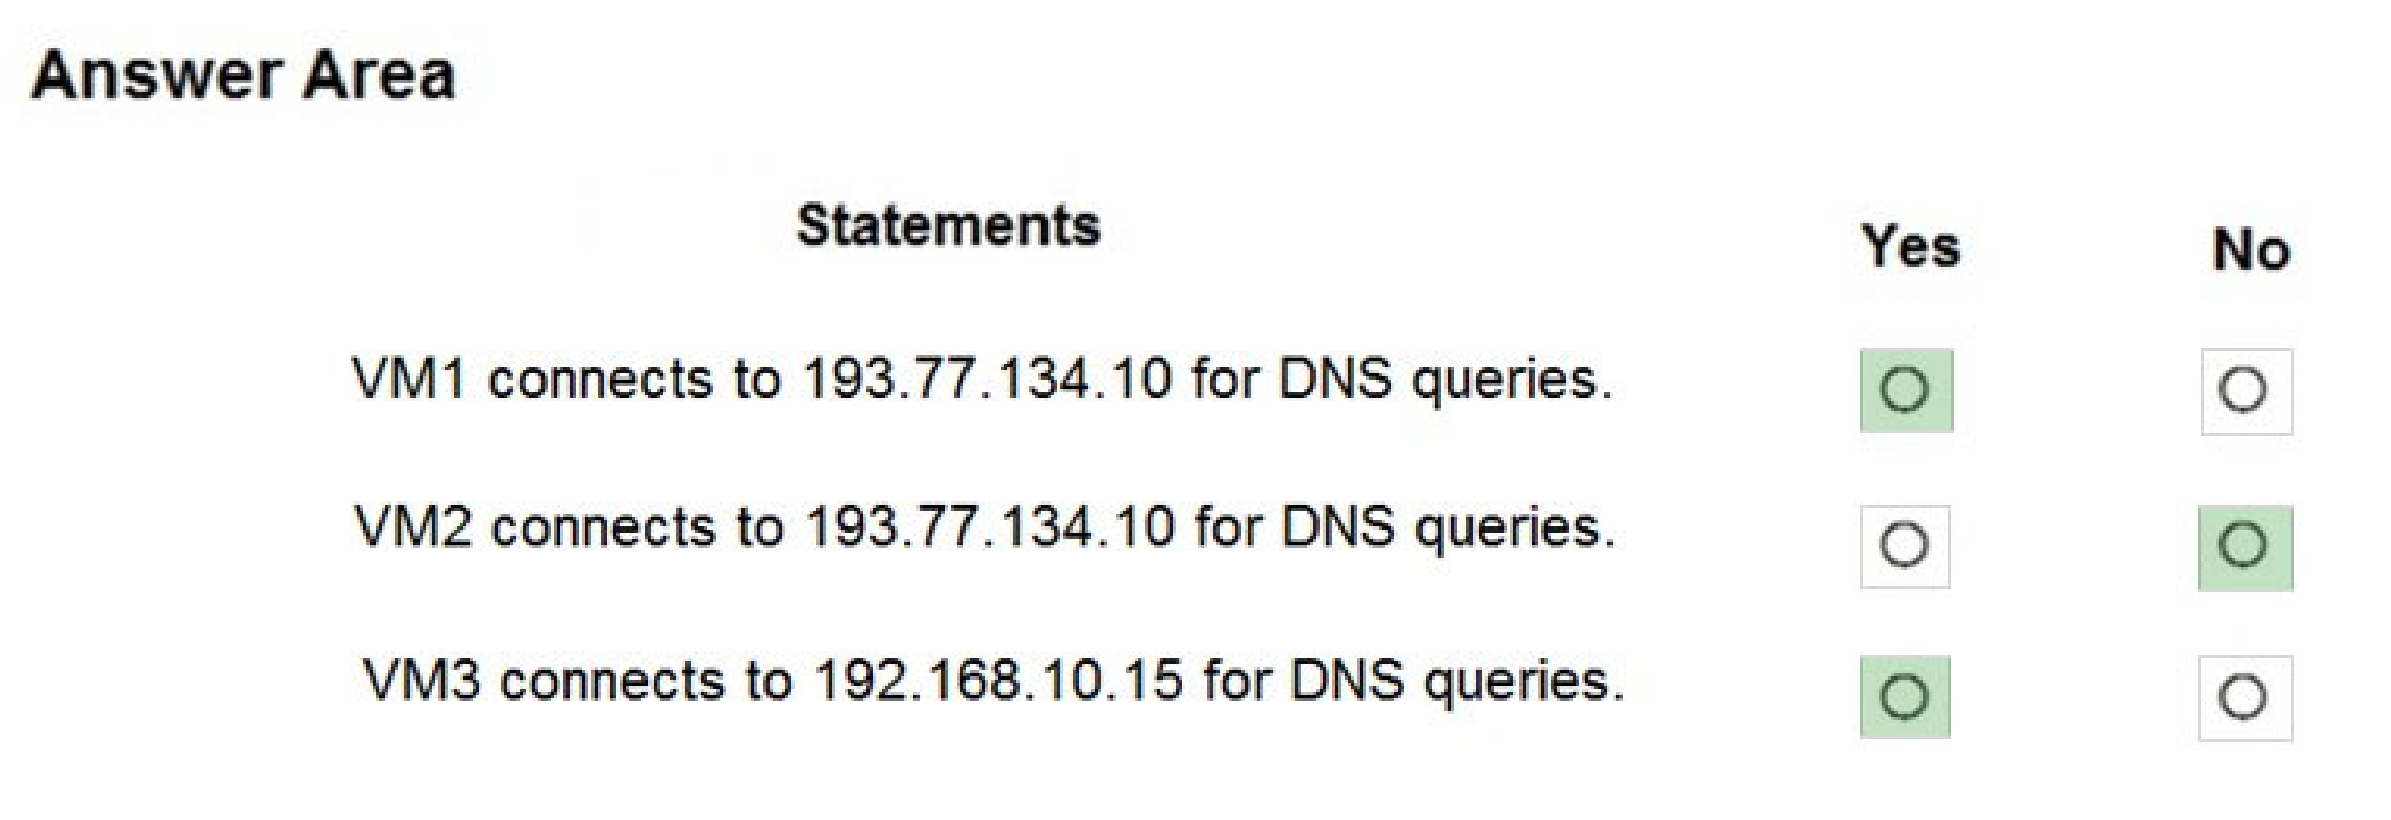 Answer Area
Statements Yes No
VM1 connects to 193.77.134.10 for DNS queries.
VM2 connects to 193.77.134.10 for DNS queries.
VM3 connects to 192.168.10.15 for DNS queries.